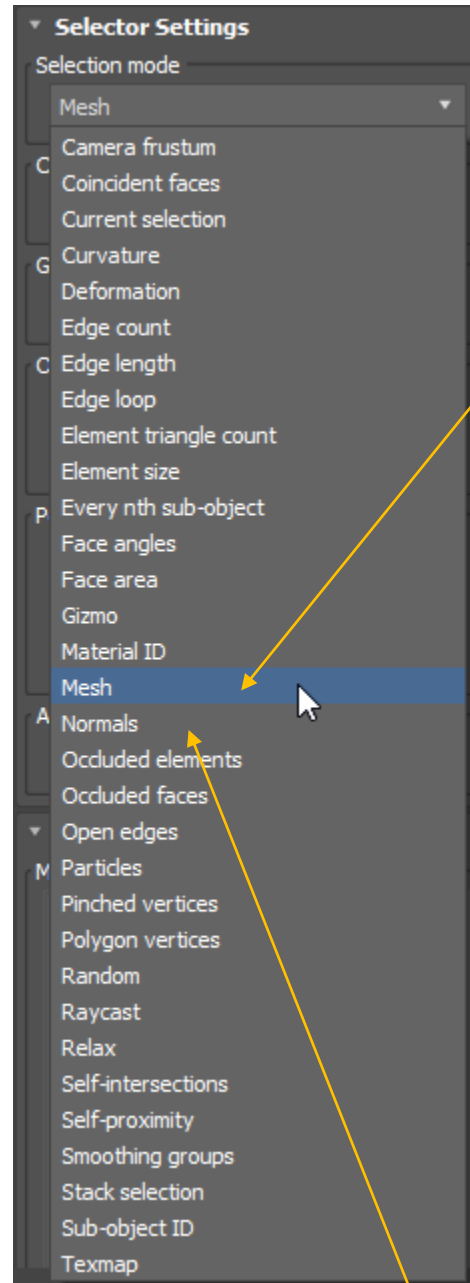 Selector Settings
Selection mode
Mesh
Camera frustum
C
Coincident faces
Current selection
G
Curvature
Deformation
Edge count
O
Edge length
Edge loop
Element triangle count
Element size
P
Every nth sub-object
Face angles
Face area
Gizmo
Material ID
Mesh
A
Normals
Occluded elements
Occluded faces
Open edges
M
Particles
Pinched vertices
Polygon vertices
Random
Raycast
Relax
Self-intersections
Self-proximity
Smoothing groups
Stack selection
Sub-object ID
Texmap